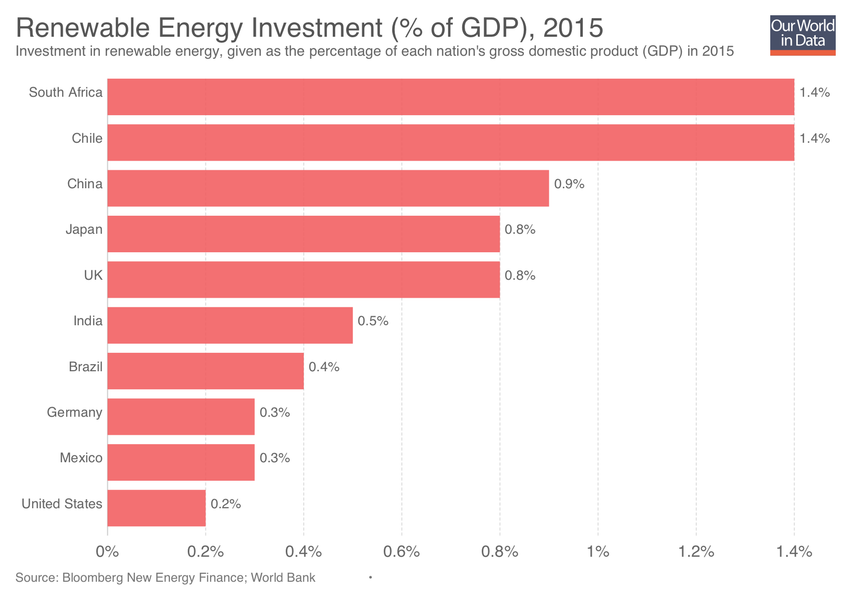 Renewable Energy Investment (% of GDP), 2015
Investment in renewable energy, given as the percentage of each nation's gross domestic product (GDP) in 2015
Our World
in Data
South Africa 1.4%
Chile 1.4%
China 0.9%
Japan 0.8%
UK 0.8%
India 0.5%
Brazil 0.4%
Germany 0.3%
Mexico 0.3%
United States 0.2%
0% 0.2% 0.4% 0.6% 0.8% 1% 1.2% 1.4%
Source: Bloomberg New Energy Finance; World Bank •